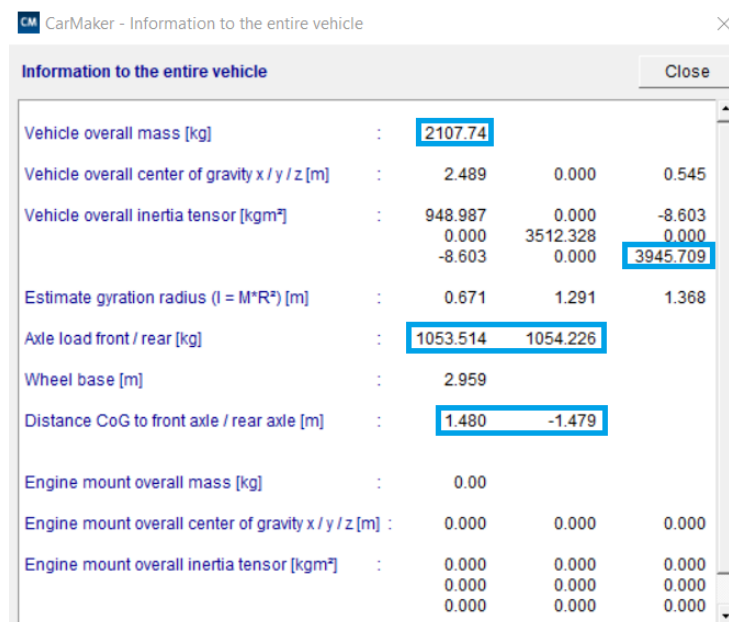 CM CarMaker - Information to the entire vehicle
Information to the entire vehicle Close
Vehicle overall mass [kg] : 2107.74
Vehicle overall center of gravity x / y / z [m] : 2.489 0.000 0.545
Vehicle overall inertia tensor [kgm²] : 948.987 0.000 -8.603
0.000 3512.328 0.000
-8.603 0.000 3945.709
Estimate gyration radius (I = M*R²) [m] : 0.671 1.291 1.368
Axle load front / rear [kg] : 1053.514 1054.226
Wheel base [m] : 2.959
Distance CoG to front axle / rear axle [m] : 1.480 -1.479
Engine mount overall mass [kg] : 0.00
Engine mount overall center of gravity x / y / z [m] : 0.000 0.000 0.000
Engine mount overall inertia tensor [kgm²] : 0.000 0.000 0.000
0.000 0.000 0.000
0.000 0.000 0.000